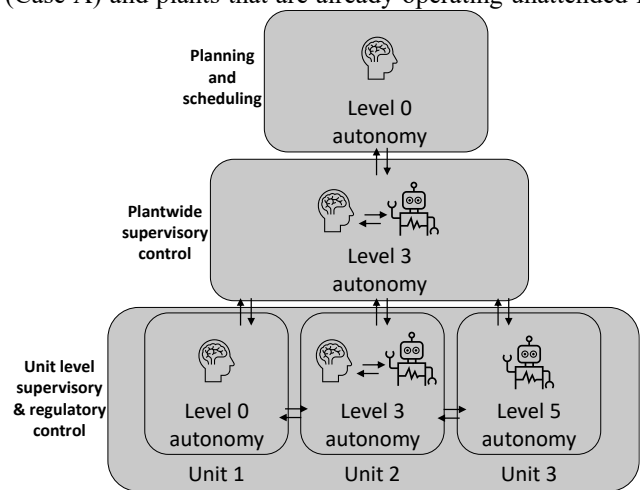 (Case A) and plants that are already operating unattended
Planning
and
scheduling
Level 0
autonomy
Plantwide
supervisory
control
Level 3
autonomy
Unit level
supervisory
& regulatory
control
Level 0
autonomy
Unit 1
Level 3
autonomy
Unit 2
Level 5
autonomy
Unit 3